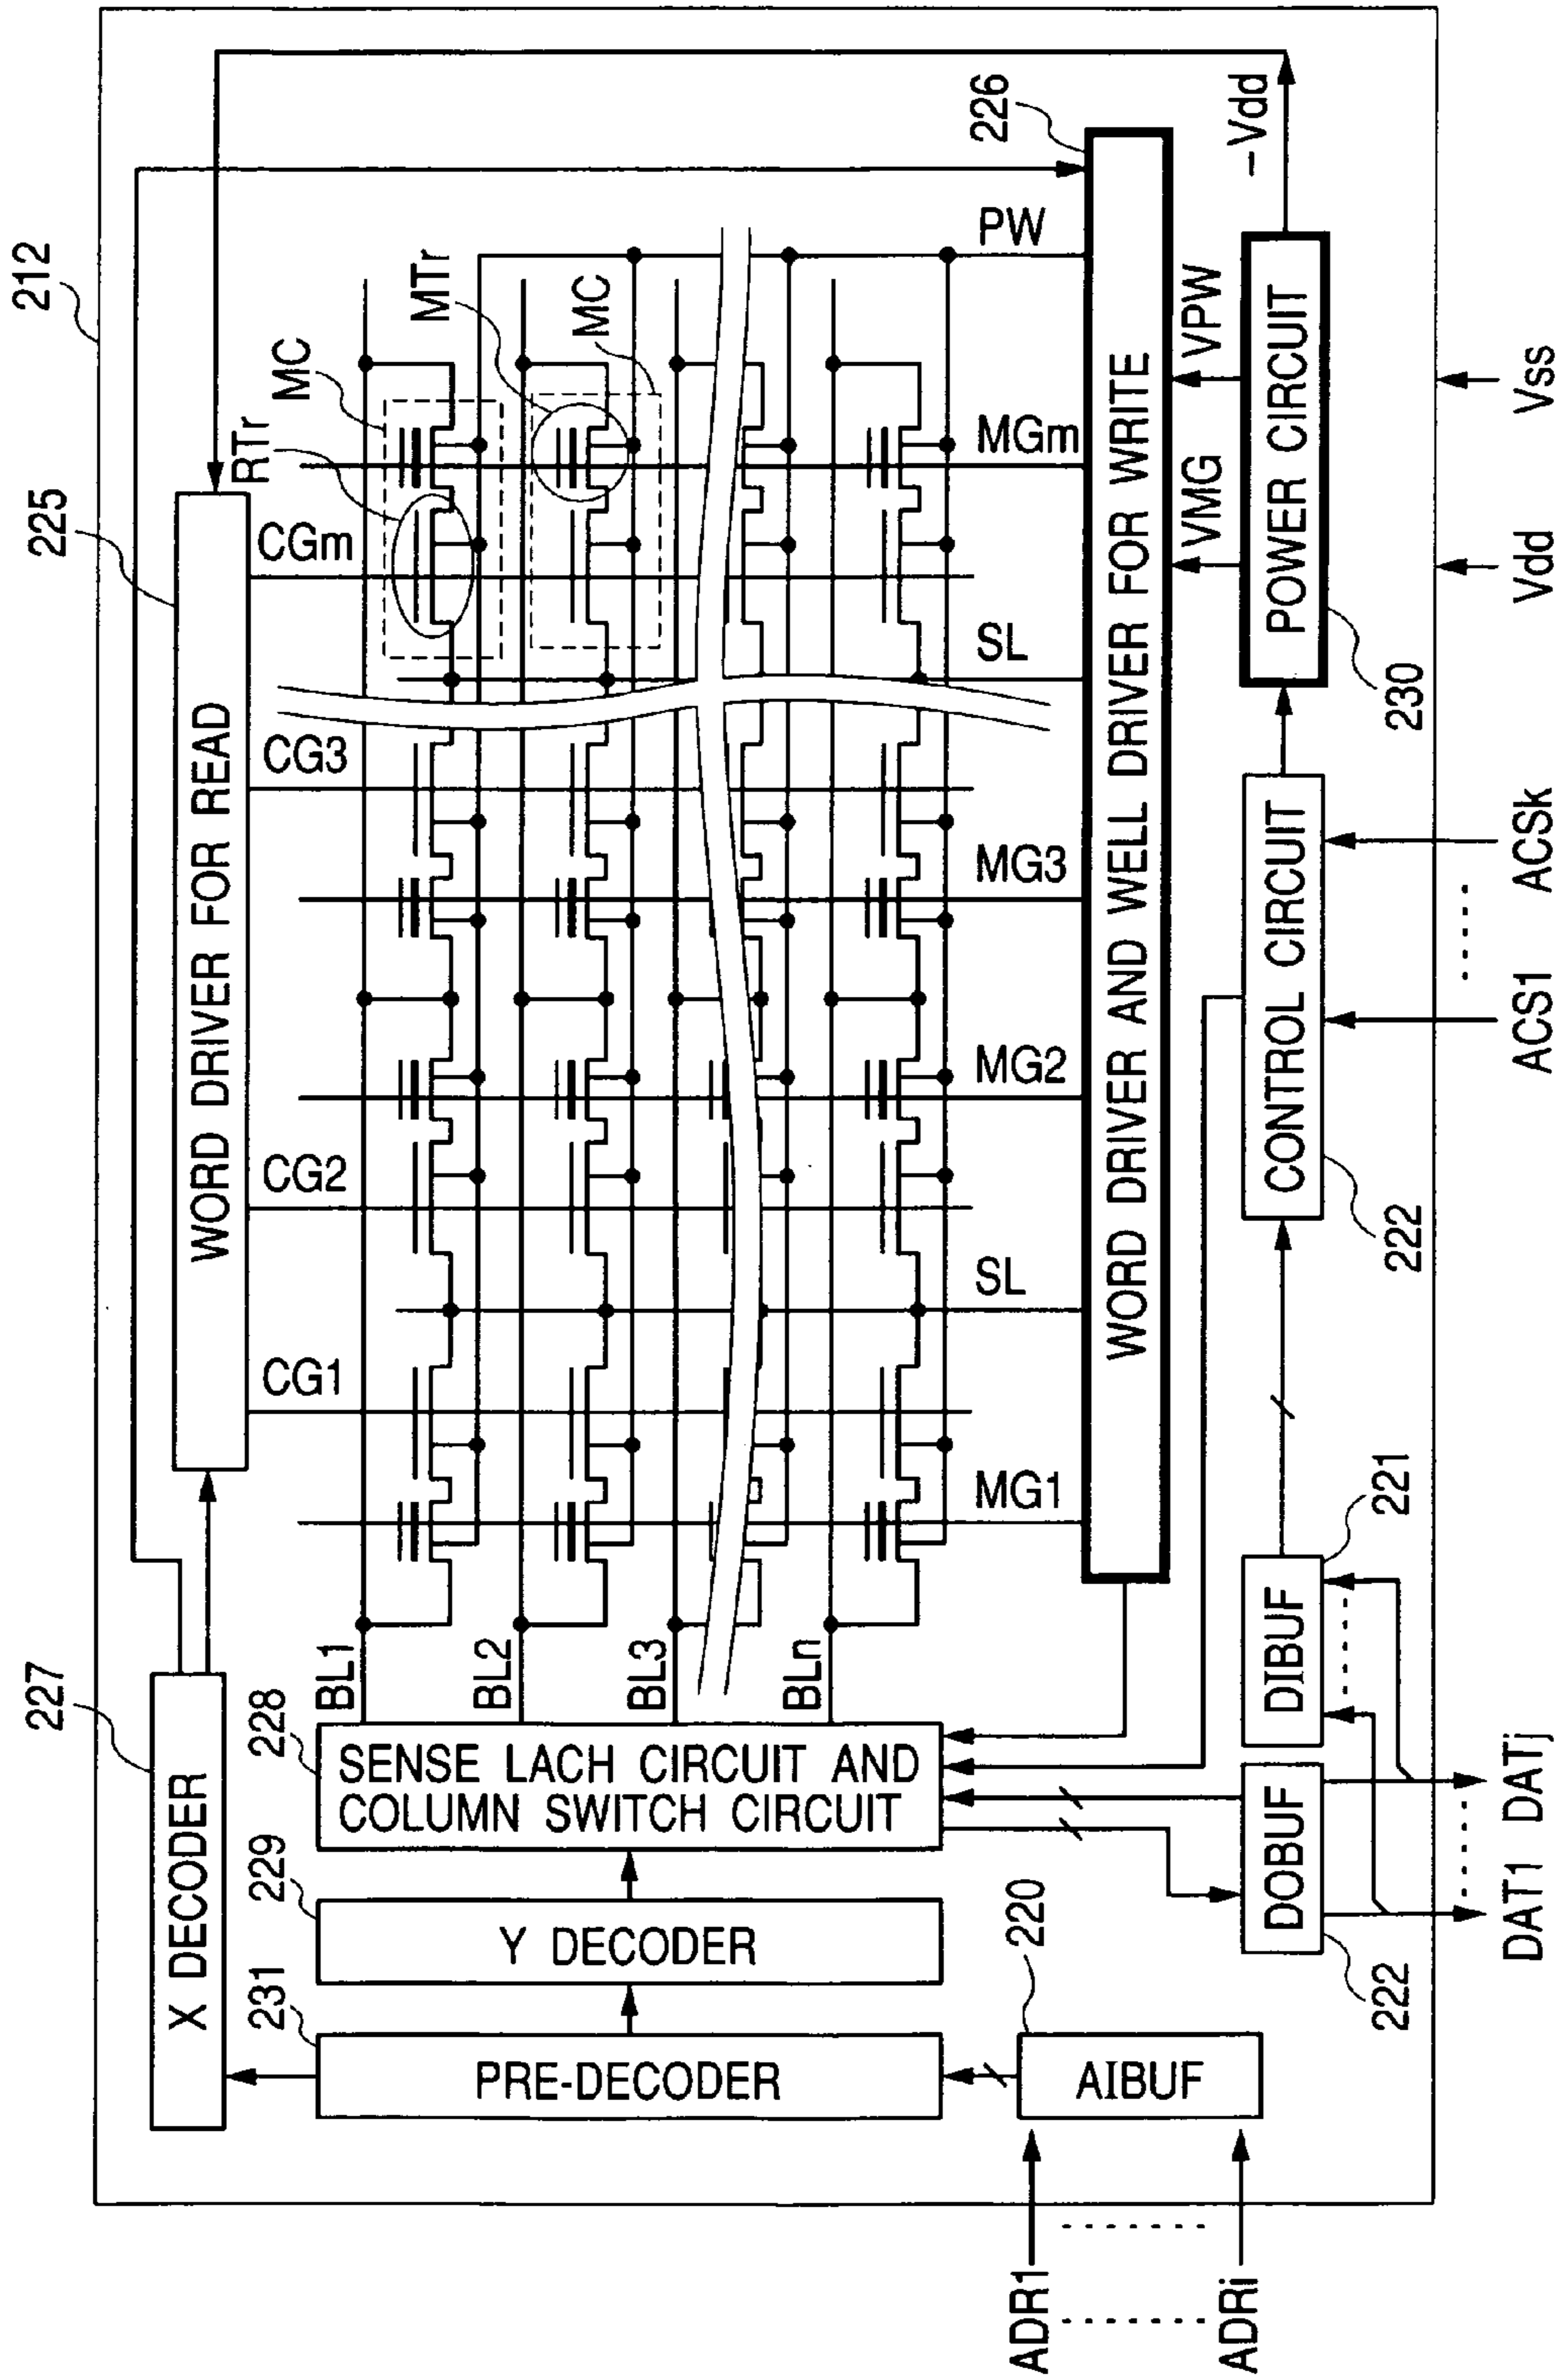 212
225
WORD DRIVER FOR READ
227
X DECODER
RTr
MC
MTr
MC
CG1
CG2
CG3
CGm
BL1
BL2
BL3
BLn
MG1
SL
MG2
MG3
SL
MGm
PW
226
WORD DRIVER AND WELL DRIVER FOR WRITE
228
SENSE LACH CIRCUIT AND
COLUMN SWITCH CIRCUIT
229
Y DECODER
231
PRE-DECODER
220
AIBUF
ADR1
ADRi
DOBUF
222
DIBUF
221
CONTROL CIRCUIT
222
POWER CIRCUIT
230
VMG
VPW
-Vdd
DAT1
DATj
ACS1
ACSk
Vdd
Vss